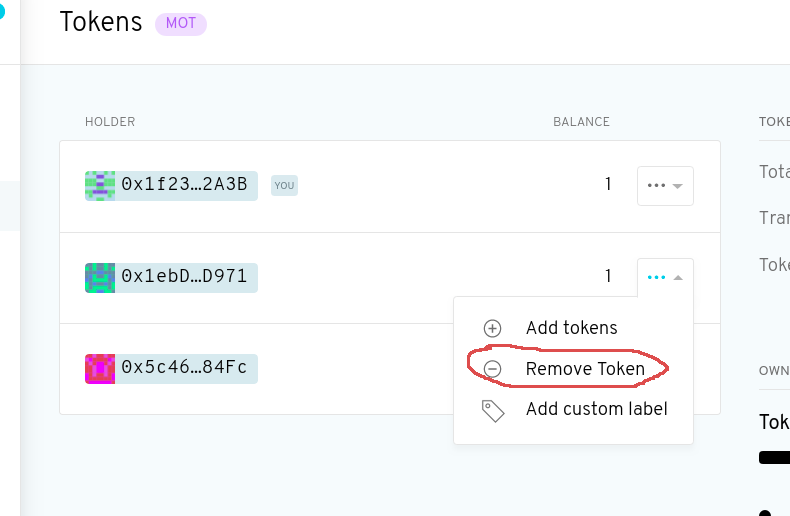 Tokens MOT
HOLDER BALANCE TOKE
0x1f23…2A3B YOU 1
Tota
Tran
0x1ebD…D971 1
Toke
Add tokens
Remove Token
0x5c46…84Fc
OWN
Add custom label
Tok